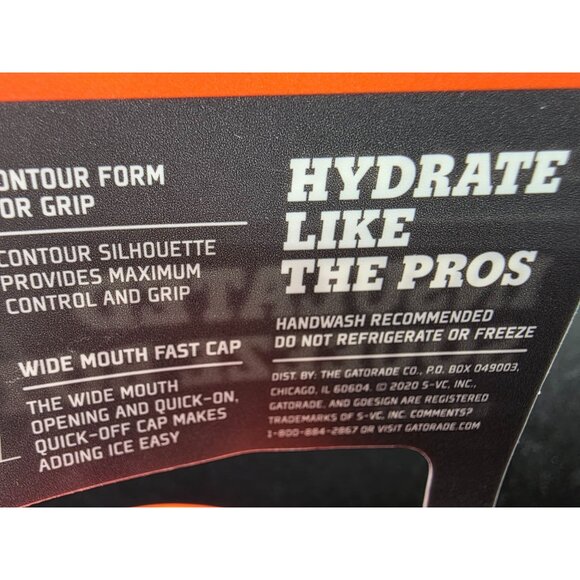 ONTOUR FORM
OR GRIP
CONTOUR SILHOUETTE
PROVIDES MAXIMUM
CONTROL AND GRIP
WIDE MOUTH FAST CAP
THE WIDE MOUTH
OPENING AND QUICK-ON,
QUICK-OFF CAP MAKES
ADDING ICE EASY
HYDRATE
LIKE
THE PROS
HANDWASH RECOMMENDED
DO NOT REFRIGERATE OR FREEZE
DIST. BY: THE GATORADE CO., P.O. BOX 049003,
CHICAGO, IL 60604. © 2020 S-VC, INC.,
GATORADE, AND GDESIGN ARE REGISTERED
TRADEMARKS OF S-VC, INC. COMMENTS?
1-800-884-2867 OR VISIT GATORADE.COM